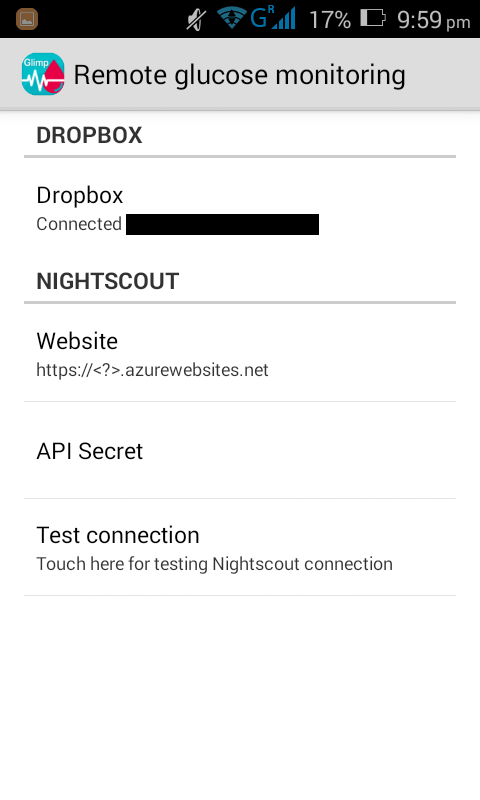 G R 17% 9:59 pm
Glimp Remote glucose monitoring
DROPBOX
Dropbox
Connected
NIGHTSCOUT
Website
https://<?>.azurewebsites.net
API Secret
Test connection
Touch here for testing Nightscout connection